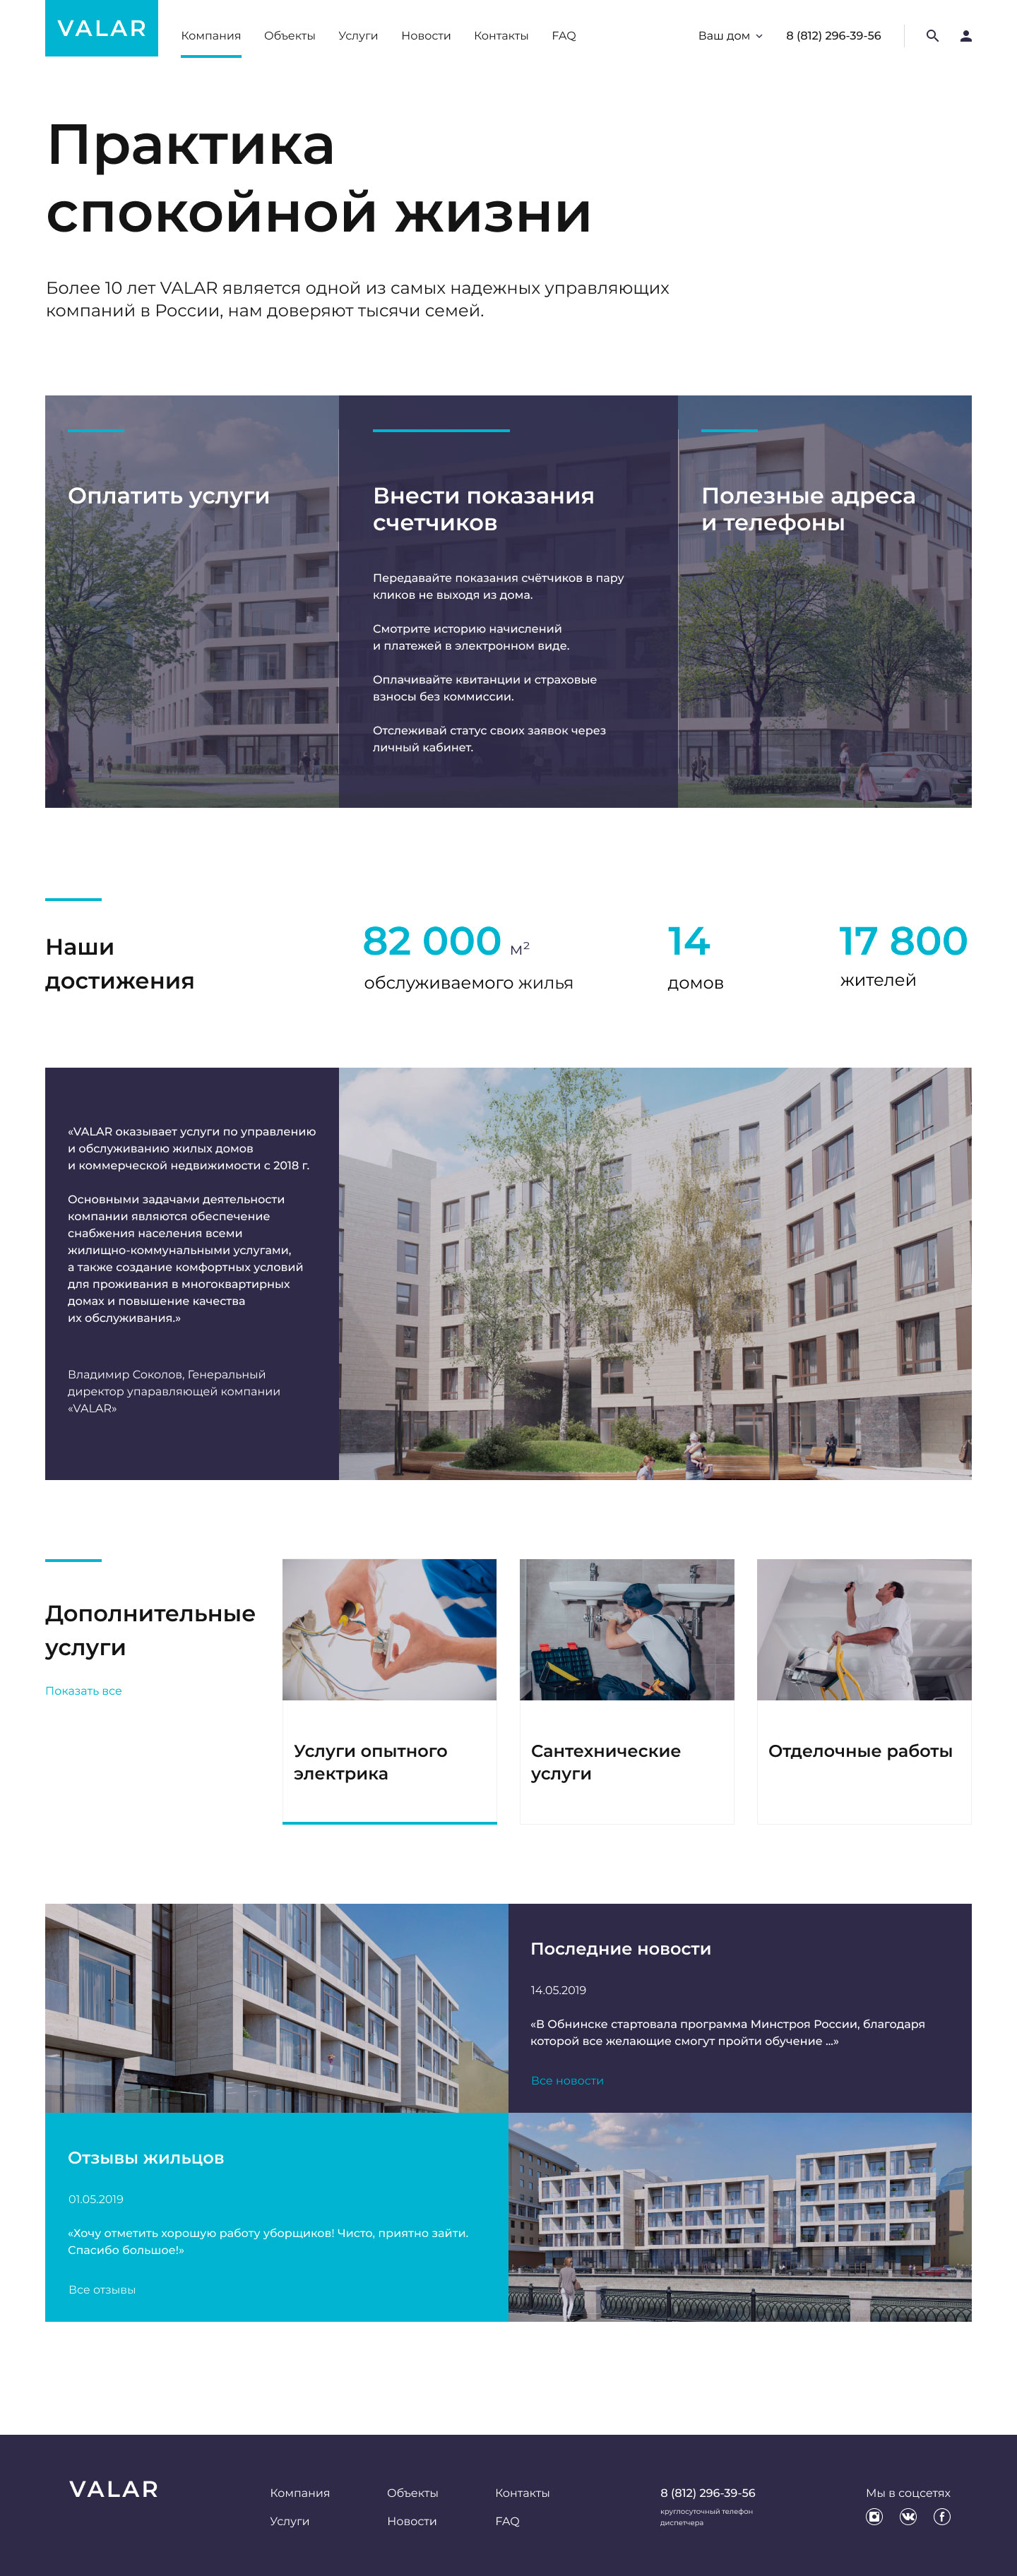 VALAR
Компания Объекты Услуги Новости Контакты FAQ Ваш дом 8 (812) 296-39-56
Практика
спокойной жизни
Более 10 лет VALAR является одной из самых надежных управляющих
компаний в России, нам доверяют тысячи семей.
Оплатить услуги
Внести показания
счетчиков
Передавайте показания счётчиков в пару
кликов не выходя из дома.
Смотрите историю начислений
и платежей в электронном виде.
Оплачивайте квитанции и страховые
взносы без коммиссии.
Отслеживай статус своих заявок через
личный кабинет.
Полезные адреса
и телефоны
Наши
достижения
82 000 м²
обслуживаемого жилья
14
домов
17 800
жителей
«VALAR оказывает услуги по управлению
и обслуживанию жилых домов
и коммерческой недвижимости с 2018 г.
Основными задачами деятельности
компании являются обеспечение
снабжения населения всеми
жилищно-коммунальными услугами,
а также создание комфортных условий
для проживания в многоквартирных
домах и повышение качества
их обслуживания.»
Владимир Соколов, Генеральный
директор упаравляющей компании
«VALAR»
Дополнительные
услуги
Показать все
Услуги опытного
электрика
Сантехнические
услуги
Отделочные работы
Последние новости
14.05.2019
«В Обнинске стартовала программа Минстроя России, благодаря
которой все желающие смогут пройти обучение ...»
Все новости
Отзывы жильцов
01.05.2019
«Хочу отметить хорошую работу уборщиков! Чисто, приятно зайти.
Спасибо большое!»
Все отзывы
VALAR
Компания Объекты Контакты
Услуги Новости FAQ
8 (812) 296-39-56
круглосуточный телефон
диспетчера
Мы в соцсетях